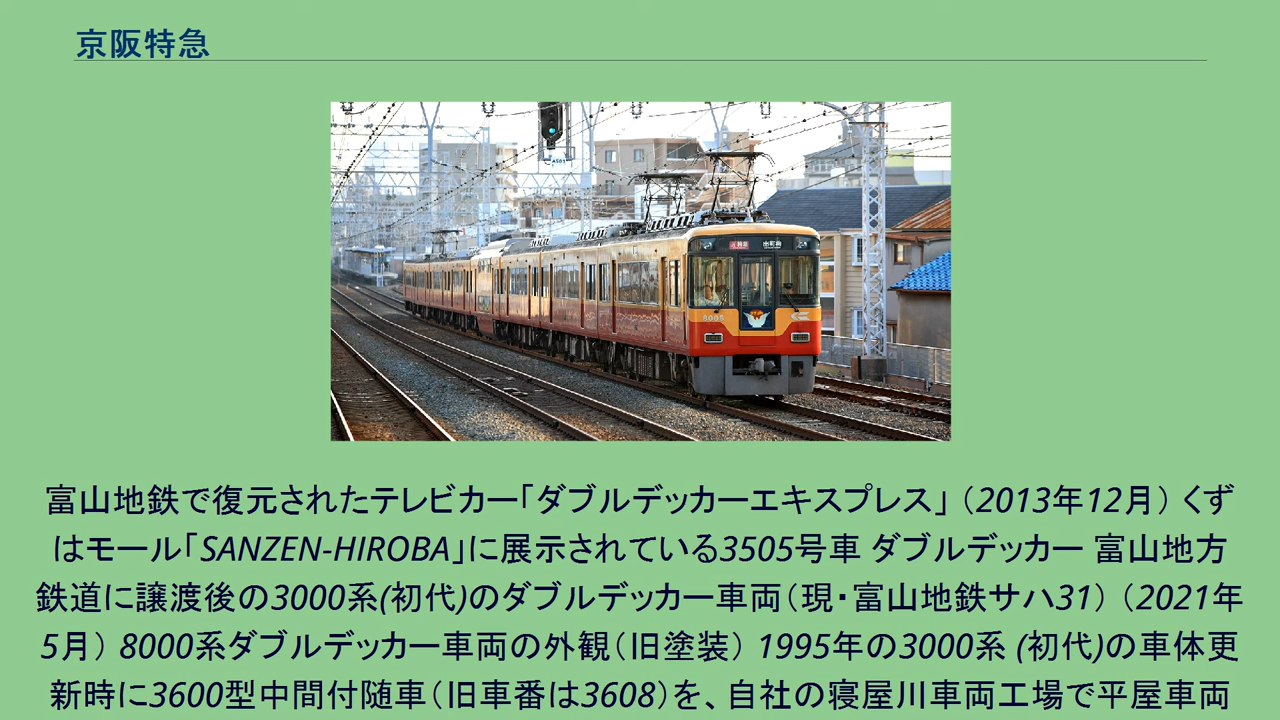 京阪特急
富山地鉄で復元されたテレビカー「ダブルデッカーエキスプレス」（2013年12月） くず
はモール「SANZEN-HIROBA」に展示されている3505号車 ダブルデッカー 富山地方
鉄道に譲渡後の3000系(初代)のダブルデッカー車両（現・富山地鉄サハ31）（2021年
5月） 8000系ダブルデッカー車両の外観（旧塗装） 1995年の3000系 (初代)の車体更
新時に3600型中間付随車（旧車番は3608）を、自社の寝屋川車両工場で平屋車両
出町柳
8005